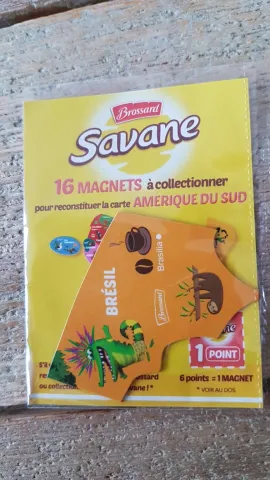 Brossard
Savane
16 MAGNETS à collectionner
pour reconstituer la carte AMERIQUE DU SUD
BRÉSIL
Brasilia
Brossard
1 POINT
6 points = 1 MAGNET
* VOIR AU DOS